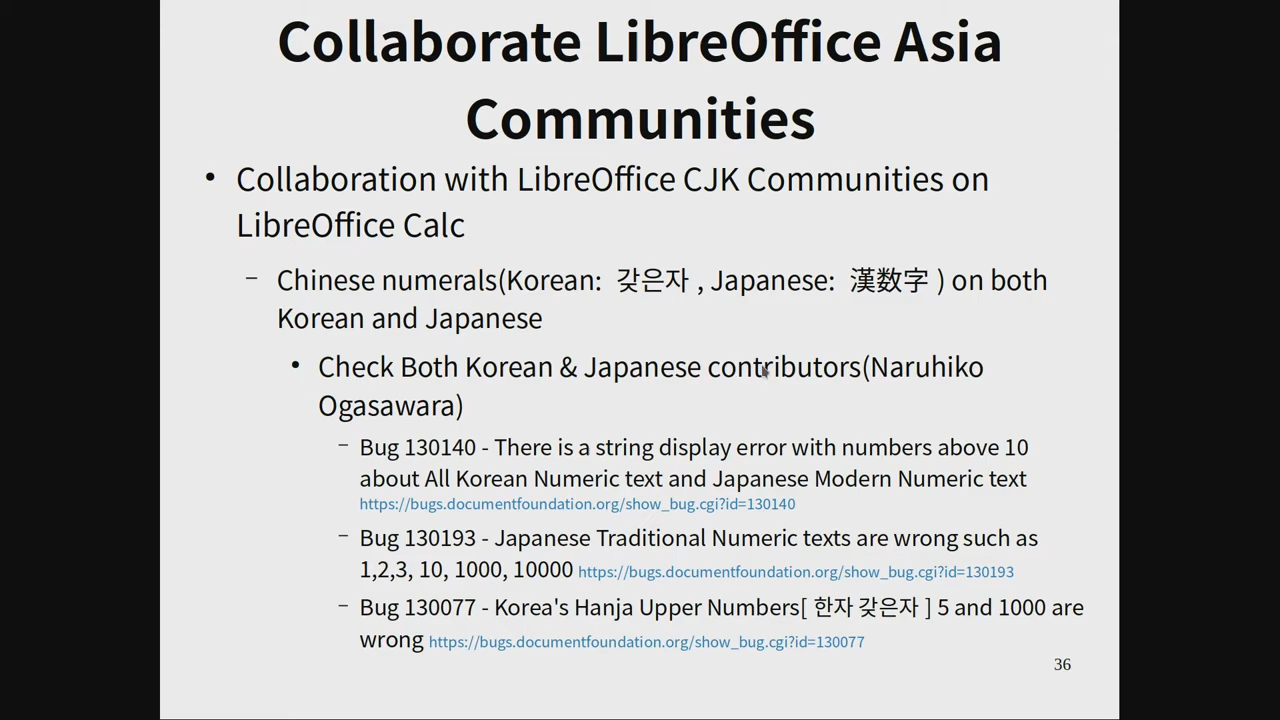 Collaborate LibreOffice Asia
Communities
• Collaboration with LibreOffice CJK Communities on
LibreOffice Calc
– Chinese numerals(Korean: 갖은자 , Japanese: 漢数字 ) on both
Korean and Japanese
• Check Both Korean & Japanese contributors(Naruhiko
Ogasawara)
– Bug 130140 - There is a string display error with numbers above 10
about All Korean Numeric text and Japanese Modern Numeric text
https://bugs.documentfoundation.org/show_bug.cgi?id=130140
– Bug 130193 - Japanese Traditional Numeric texts are wrong such as
1,2,3, 10, 1000, 10000 https://bugs.documentfoundation.org/show_bug.cgi?id=130193
– Bug 130077 - Korea's Hanja Upper Numbers[ 한자 갖은자 ] 5 and 1000 are
wrong https://bugs.documentfoundation.org/show_bug.cgi?id=130077
36